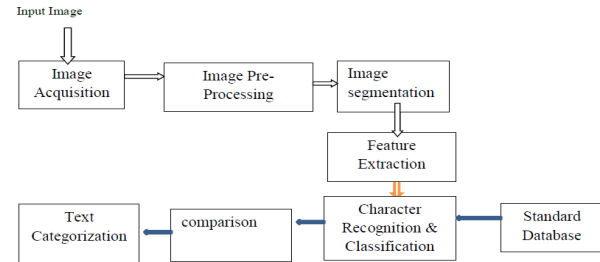 Input Image
Image
Acquisition
Image Pre-
Processing
Image
segmentation
Feature
Extraction
Text
Categorization
comparison
Character
Recognition &
Classification
Standard
Database